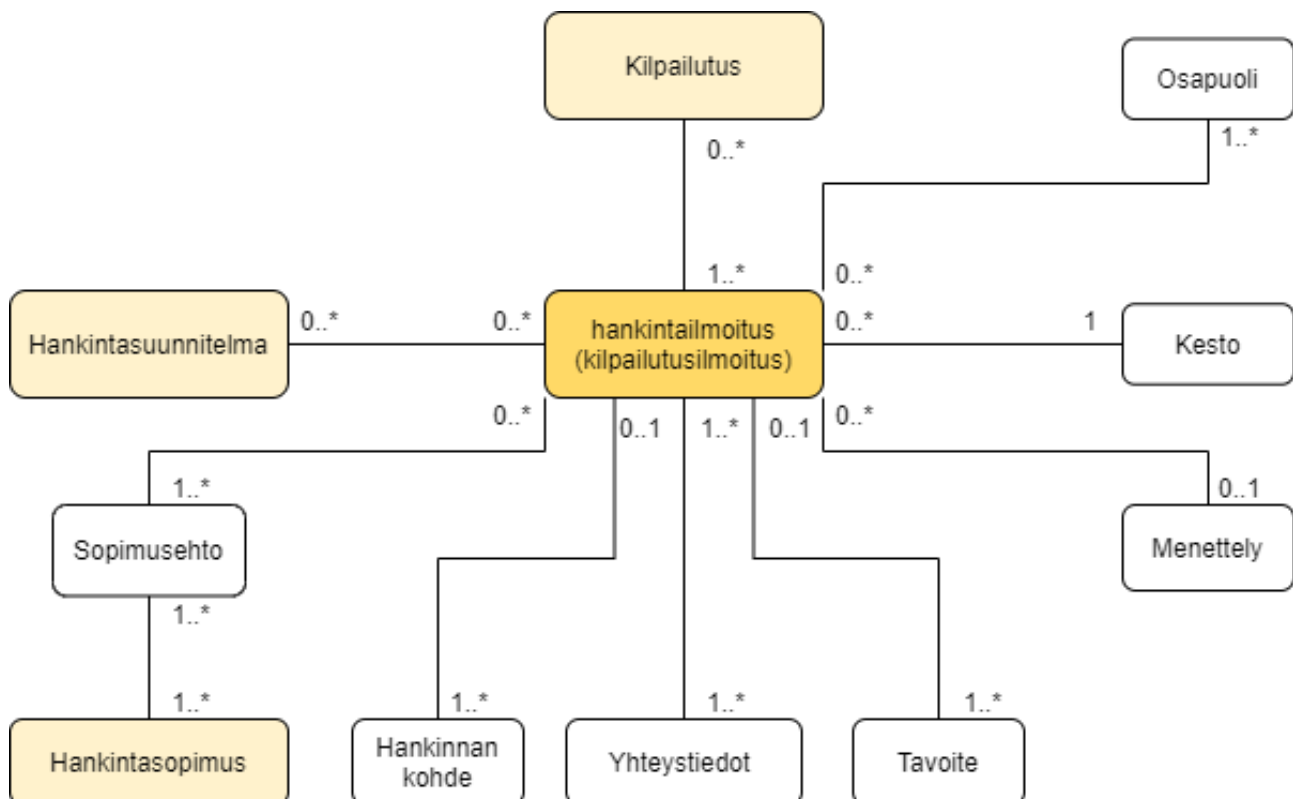 Kilpailutus
Osapuoli
0..*
1..*
1..*
0..*
Hankintasuunnitelma
0..*
0..*
hankintailmoitus
(kilpailutusilmoitus)
0..*
1
Kesto
0..*
0..1
1..*
0..1
0..*
1..*
0..1
Sopimusehto
Menettely
1..*
1..*
1..*
1..*
1..*
Hankintasopimus
Hankinnan
kohde
Yhteystiedot
Tavoite